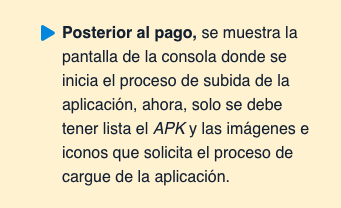 Posterior al pago, se muestra la
pantalla de la consola donde se
inicia el proceso de subida de la
aplicación, ahora, solo se debe
tener lista el APK y las imágenes e
iconos que solicita el proceso de
cargue de la aplicación.